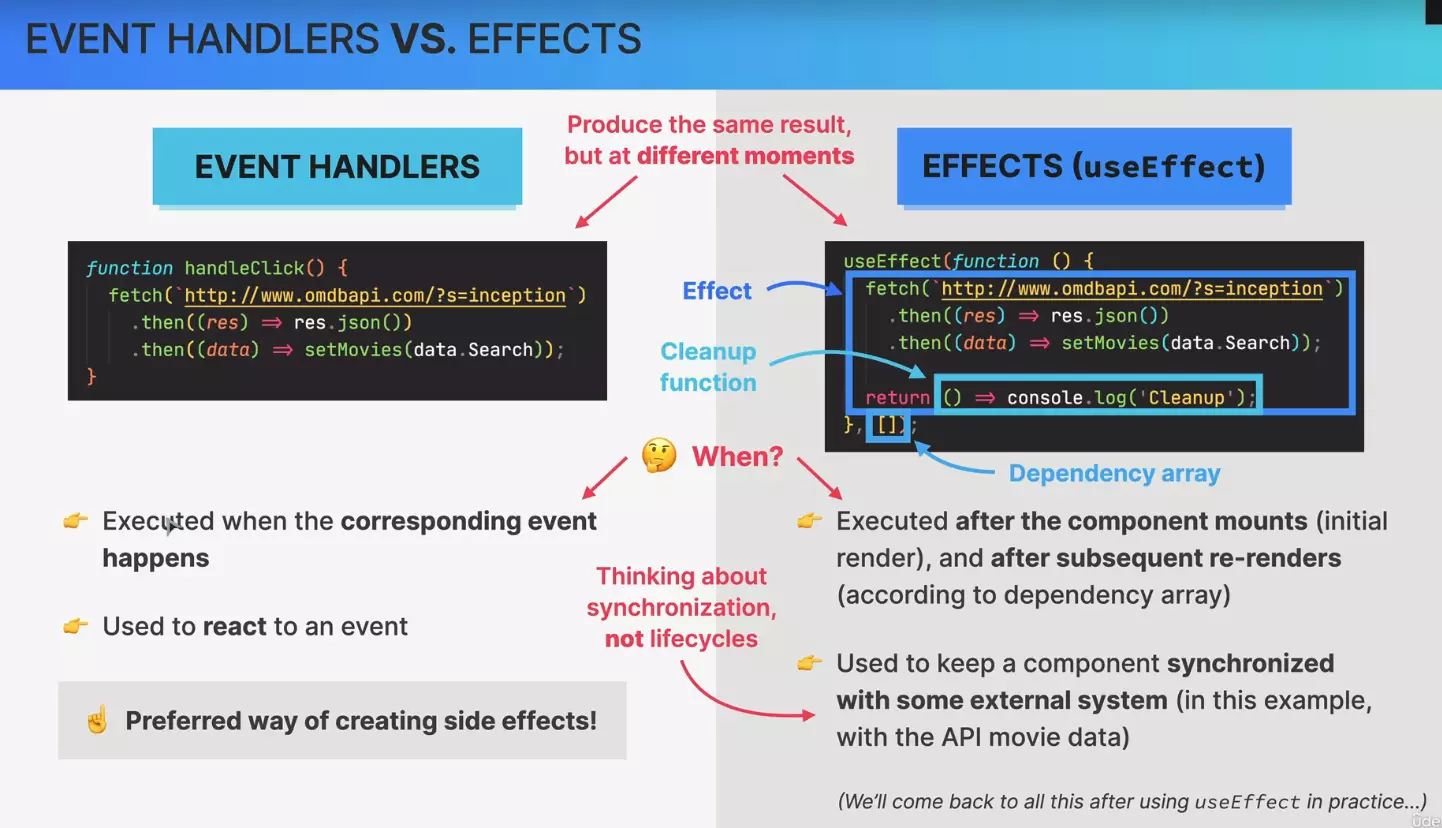 EVENT HANDLERS VS. EFFECTS
Produce the same result,
but at different moments
EVENT HANDLERS
function handleClick() {
fetch(`http://www.omdbapi.com/?s=inception`)
.then((res) => res.json())
.then((data) => setMovies(data.Search));
}
EFFECTS (useEffect)
useEffect(function () {
fetch(`http://www.omdbapi.com/?s=inception`)
.then((res) => res.json())
.then((data) => setMovies(data.Search));
return () => console.log('Cleanup');
}, []);
Effect
Cleanup
function
Dependency array
🤔 When?
👉 Executed when the corresponding event
happens
👉 Used to react to an event
☝️ Preferred way of creating side effects!
Thinking about
synchronization,
not lifecycles
👉 Executed after the component mounts (initial
render), and after subsequent re-renders
(according to dependency array)
👉 Used to keep a component synchronized
with some external system (in this example,
with the API movie data)
(We'll come back to all this after using useEffect in practice...)